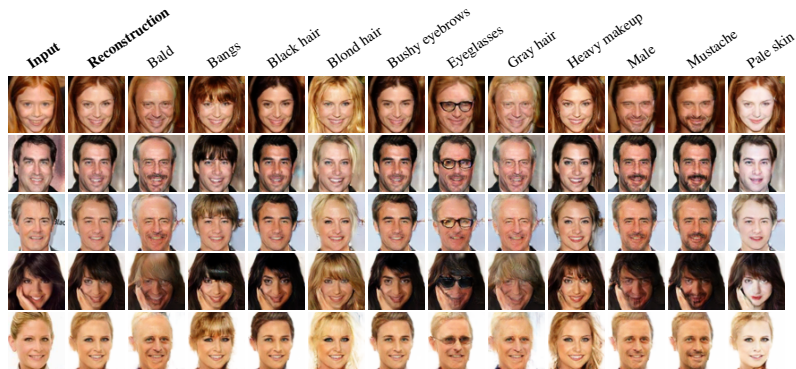 Input
Reconstruction
Bald
Bangs
Black hair
Blond hair
Bushy eyebrows
Eyeglasses
Gray hair
Heavy makeup
Male
Mustache
Pale skin